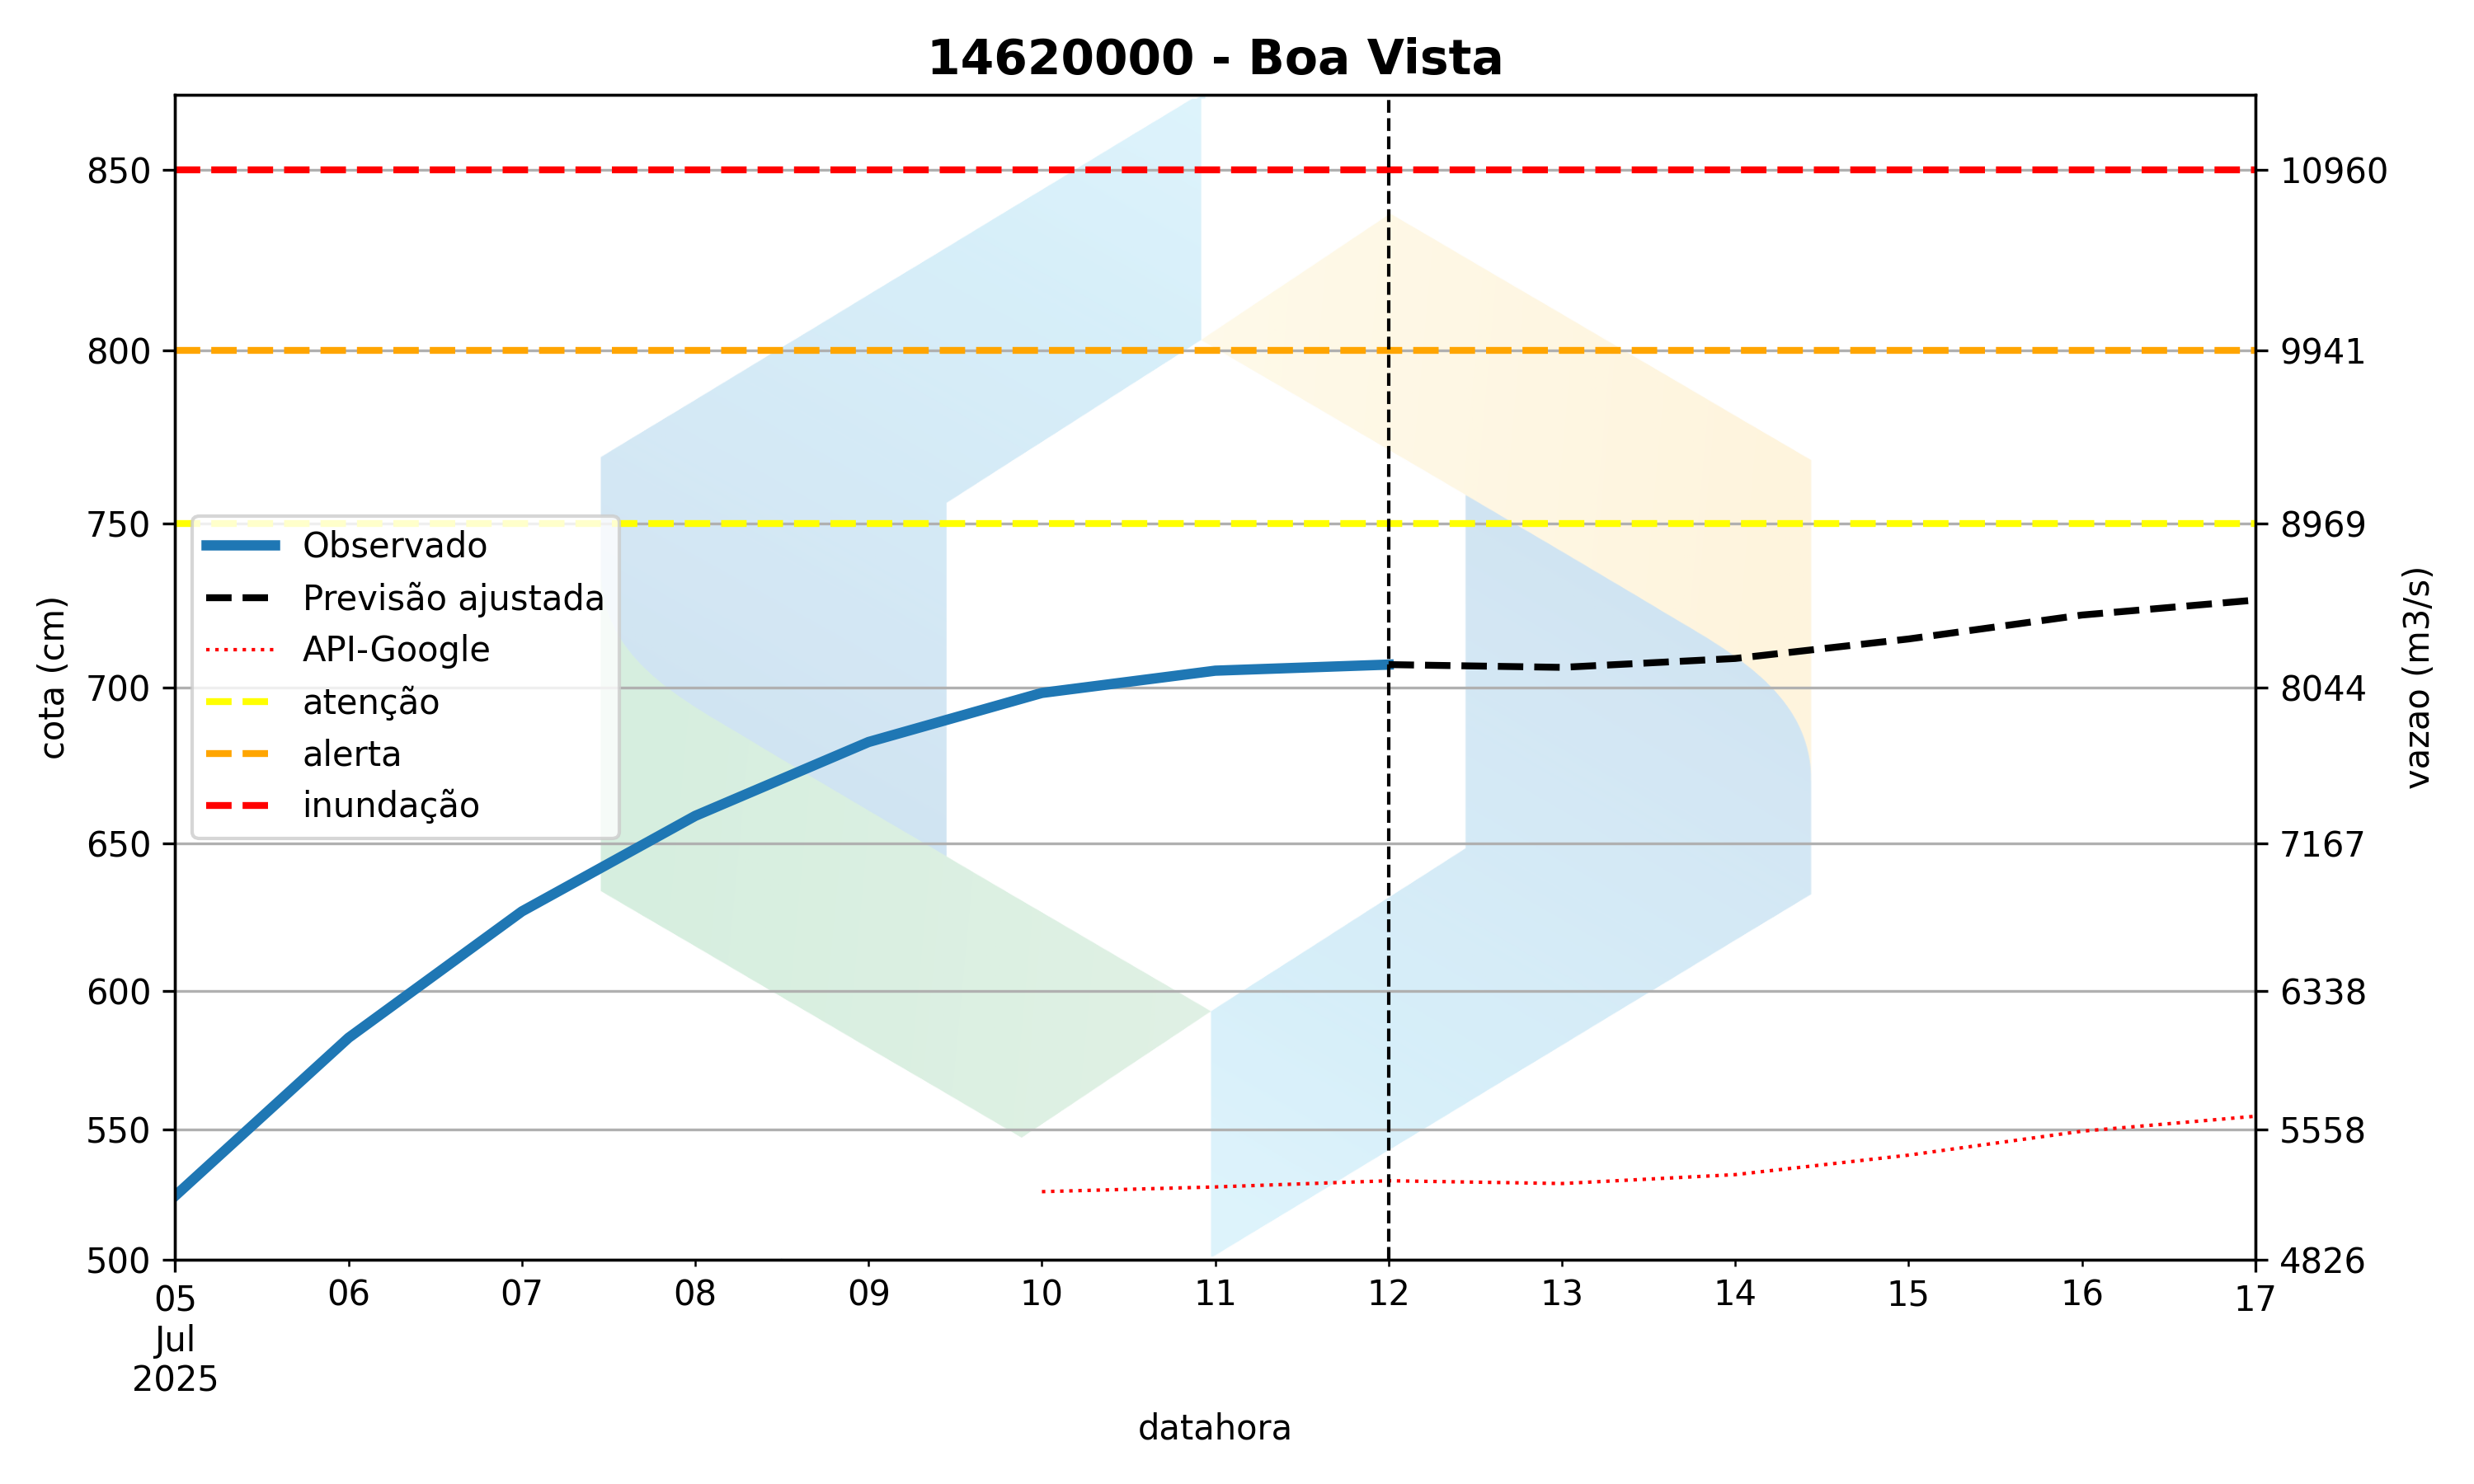 14620000 - Boa Vista
850
800
750
700
650
600
550
500
cota (cm)
10960
9941
8969
8044
7167
6338
5558
4826
vazao (m3/s)
Observado
Previsão ajustada
API-Google
atenção
alerta
inundação
05 06 07 08 09 10 11 12 13 14 15 16 17
Jul
2025
datahora